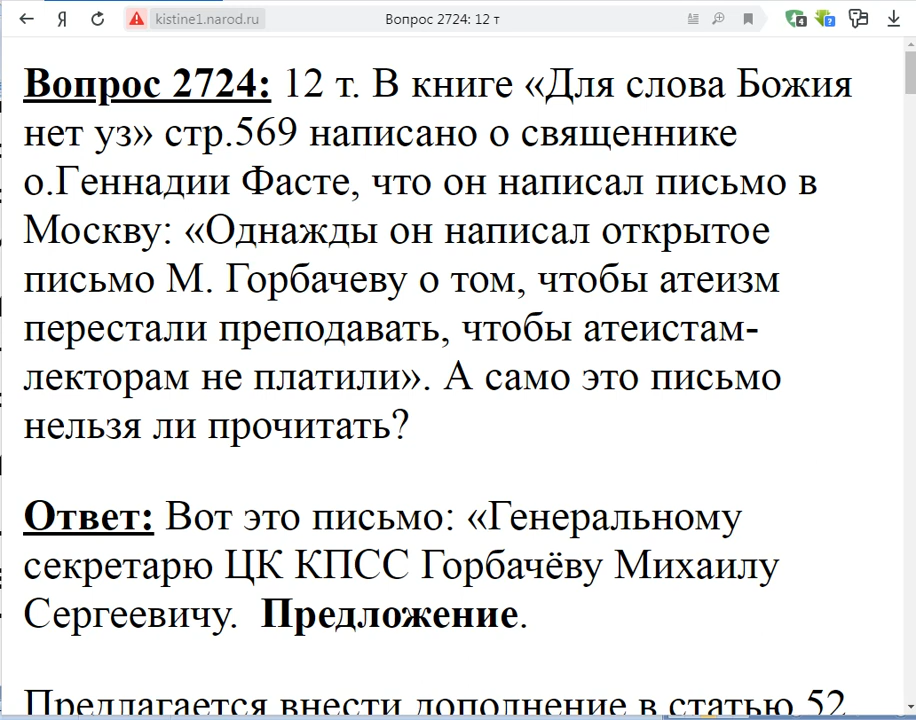 kistine1.narod.ru
Вопрос 2724: 12 т
4
?
Вопрос 2724: 12 т. В книге «Для слова Божия
нет уз» стр.569 написано о священнике
о.Геннадии Фасте, что он написал письмо в
Москву: «Однажды он написал открытое
письмо М. Горбачеву о том, чтобы атеизм
перестали преподавать, чтобы атеистам-
лекторам не платили». А само это письмо
нельзя ли прочитать?
Ответ: Вот это письмо: «Генеральному
секретарю ЦК КПСС Горбачёву Михаилу
Сергеевичу.  Предложение.
Предлагается внести дополнение в статью 52